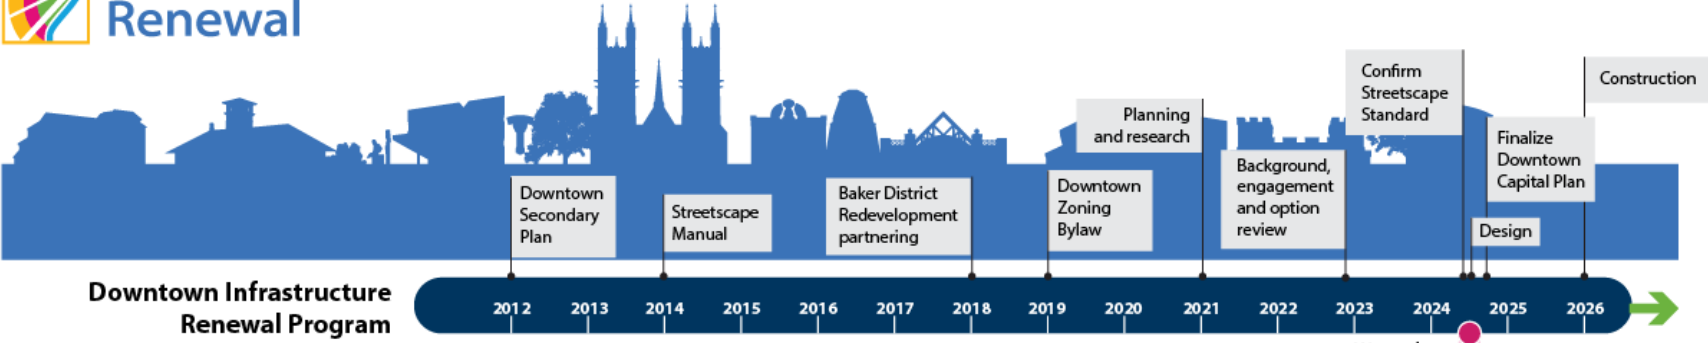 Renewal
Downtown
Secondary
Plan
Streetscape
Manual
Baker District
Redevelopment
partnering
Downtown
Zoning
Bylaw
Planning
and research
Background,
engagement
and option
review
Confirm
Streetscape
Standard
Design
Finalize
Downtown
Capital Plan
Construction
Downtown Infrastructure
Renewal Program
2012 2013 2014 2015 2016 2017 2018 2019 2020 2021 2022 2023 2024 2025 2026